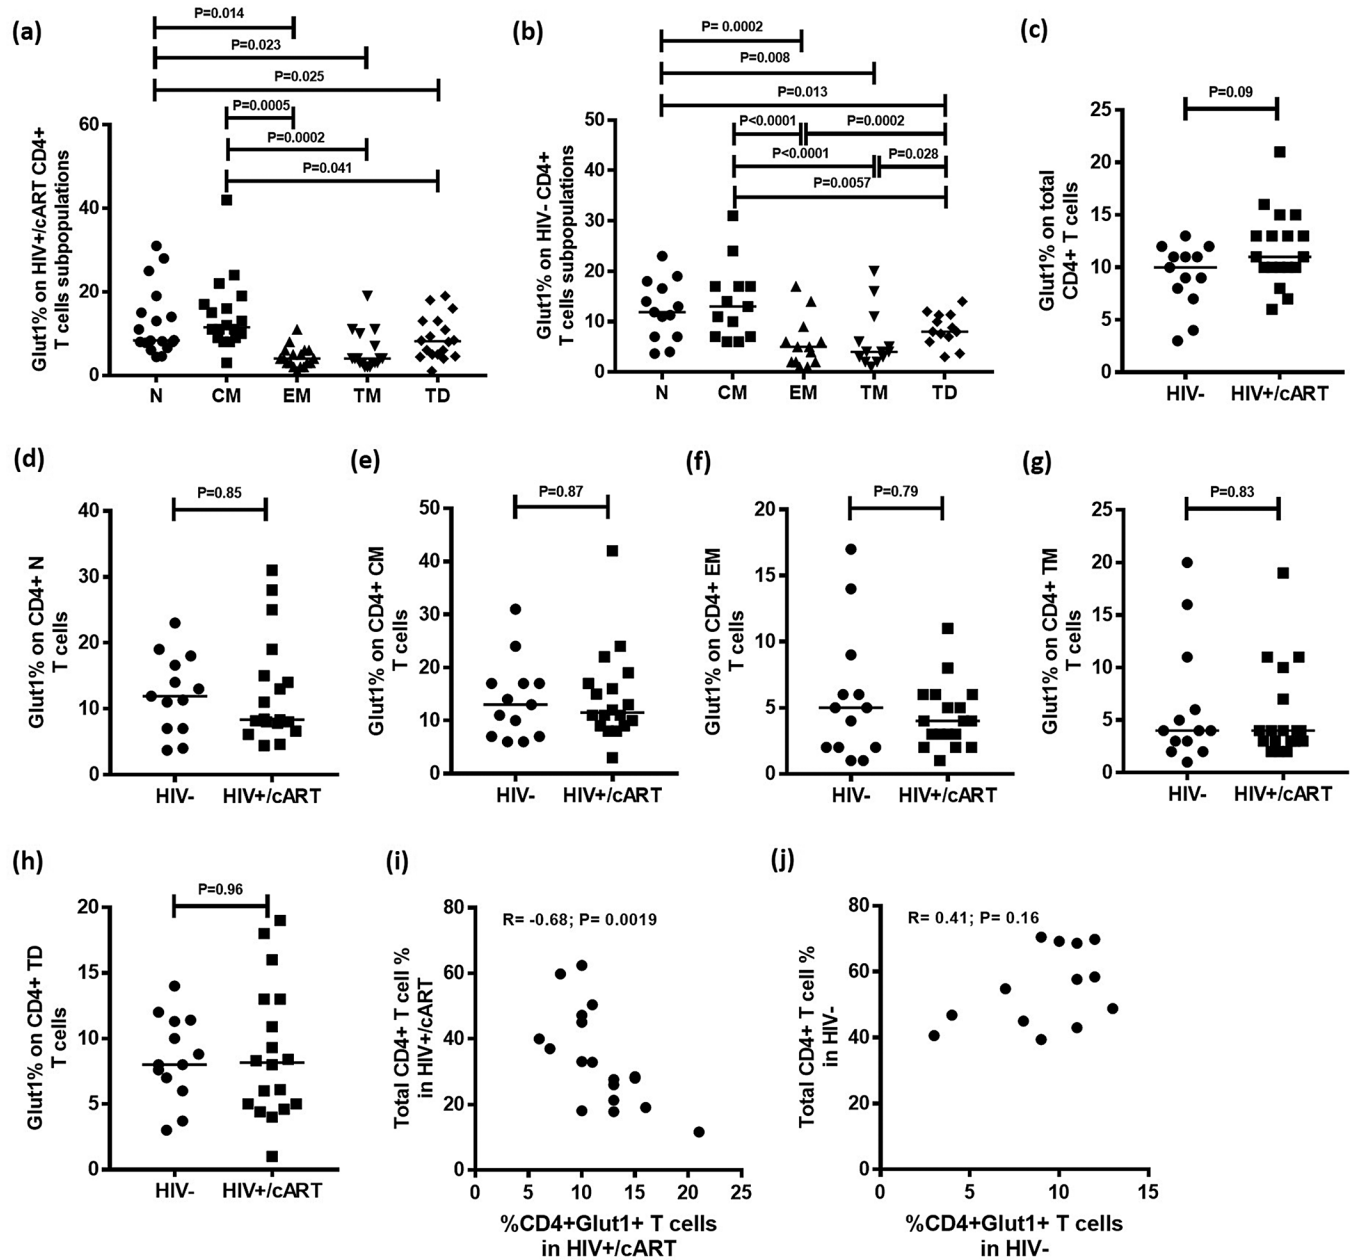 (a)
P=0.014
P=0.023
P=0.025
P=0.0005
P=0.0002
P=0.041
Glut1% on HIV+/cART CD4+
T cells subpopulations
60
40
20
0
N CM EM TM TD
(b)
P= 0.0002
P=0.008
P=0.013
P<0.0001 P=0.0002
P<0.0001 P=0.028
P=0.0057
Glut1% on HIV- CD4+
T cells subpopulations
50
40
30
20
10
0
N CM EM TM TD
(c)
P=0.09
Glut1% on total
CD4+ T cells
25
20
15
10
5
0
HIV- HIV+/cART
(d)
P=0.85
Glut1% on CD4+ N
T cells
40
30
20
10
0
HIV- HIV+/cART
(e)
P=0.87
Glut1% on CD4+ CM
T cells
50
40
30
20
10
0
HIV- HIV+/cART
(f)
P=0.79
Glut1% on CD4+ EM
T cells
20
15
10
5
0
HIV- HIV+/cART
(g)
P=0.83
Glut1% on CD4+ TM
T cells
25
20
15
10
5
0
HIV- HIV+/cART
(h)
P=0.96
Glut1% on CD4+ TD
T cells
20
15
10
5
0
HIV- HIV+/cART
(i)
R= -0.68; P= 0.0019
Total CD4+ T cell %
in HIV+/cART
80
60
40
20
0
0 5 10 15 20 25
%CD4+Glut1+ T cells
in HIV+/cART
(j)
R= 0.41; P= 0.16
Total CD4+ T cell %
in HIV-
80
60
40
20
0
0 5 10 15
%CD4+Glut1+ T cells
in HIV-